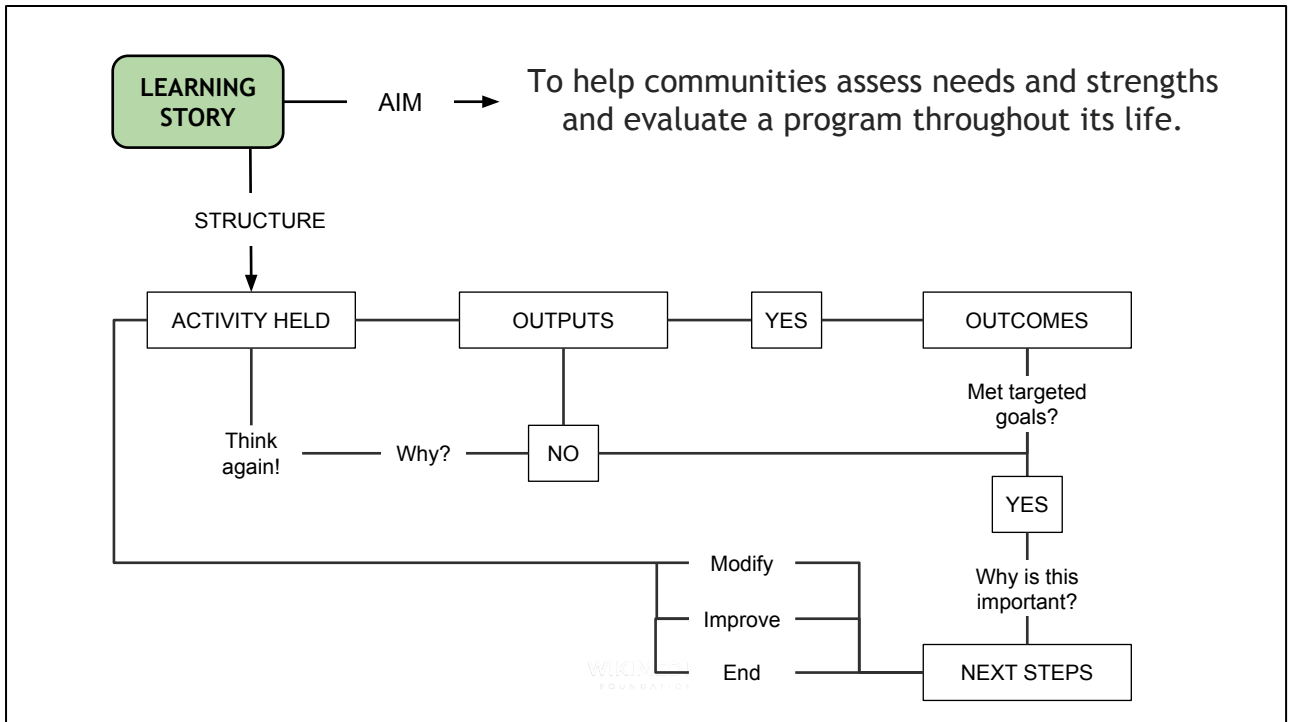 LEARNING
STORY
AIM
To help communities assess needs and strengths
and evaluate a program throughout its life.
STRUCTURE
ACTIVITY HELD
OUTPUTS
YES
OUTCOMES
Met targeted
goals?
Think
again!
Why?
NO
YES
Modify
Why is this
important?
Improve
End
NEXT STEPS
FOUNDATION